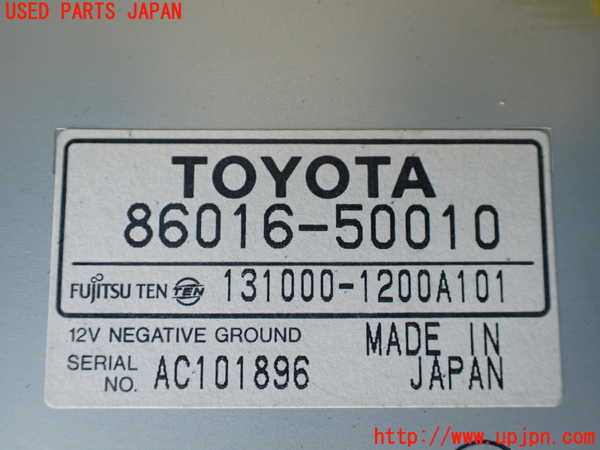 USED PARTS JAPAN
TOYOTA
86016-50010
FUJITSU TEN TEN 131000-1200A101
12V NEGATIVE GROUND
MADE IN JAPAN
SERIAL NO. AC101896
http://www.upjpn.com/